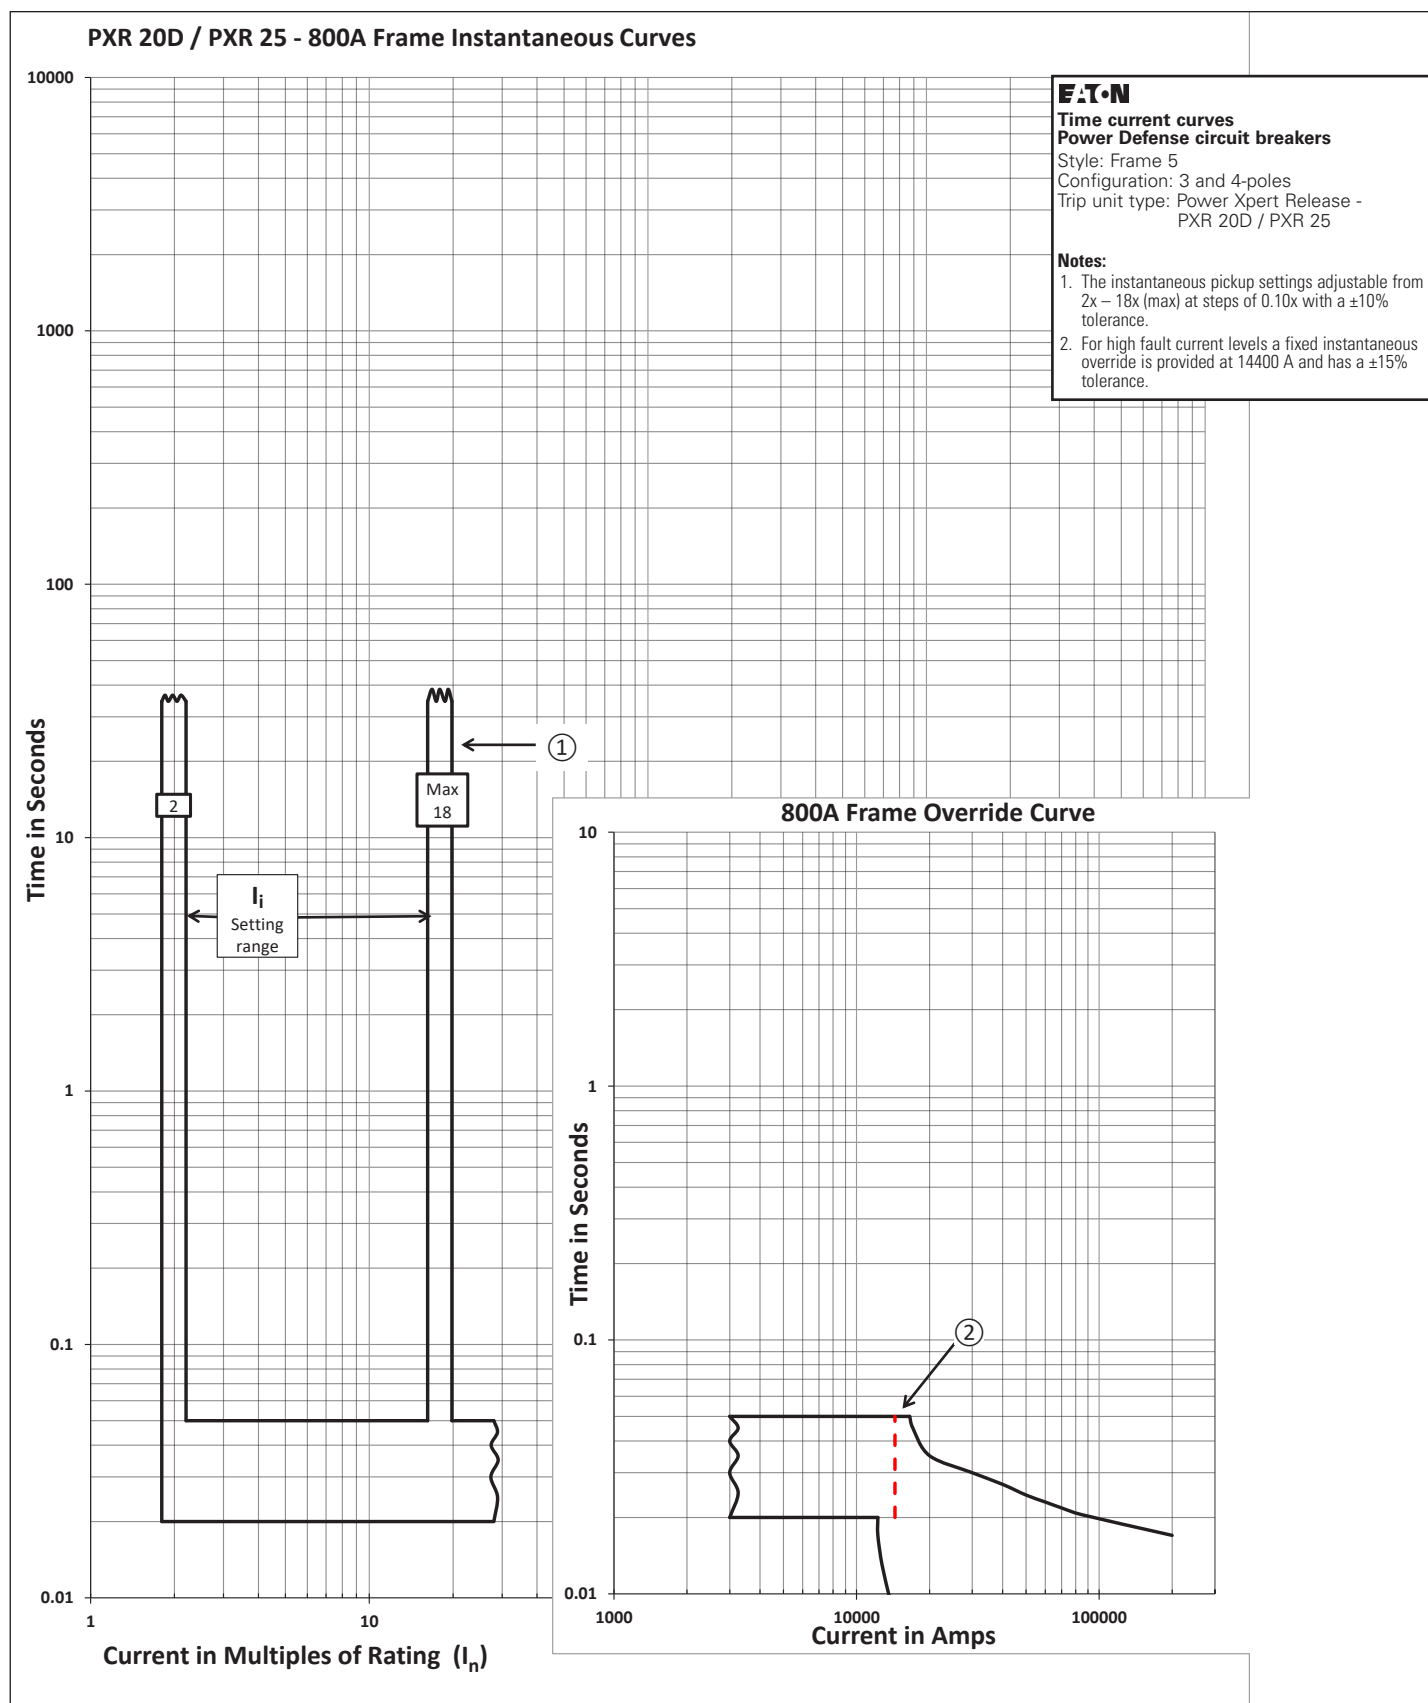 PXR 20D / PXR 25 - 800A Frame Instantaneous Curves
EATON
Time current curves
Power Defense circuit breakers
Style: Frame 5
Configuration: 3 and 4-poles
Trip unit type: Power Xpert Release -
PXR 20D / PXR 25
Notes:
1. The instantaneous pickup settings adjustable from
2x – 18x (max) at steps of 0.10x with a ±10%
tolerance.
2. For high fault current levels a fixed instantaneous
override is provided at 14400 A and has a ±15%
tolerance.
10000
1000
100
10
1
0.1
0.01
Time in Seconds
1
10
Current in Multiples of Rating (In)
2
Max
18
①
Ii
Setting
range
800A Frame Override Curve
10
1
0.1
0.01
Time in Seconds
②
1000
10000
100000
Current in Amps